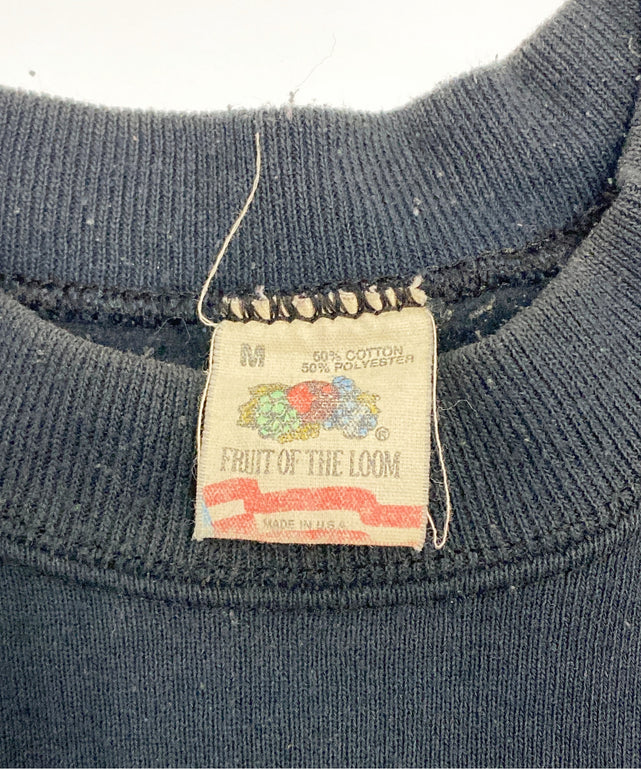 M
50% COTTON
50% POLYESTER
®
FRUIT OF THE LOOM
MADE IN U.S.A.